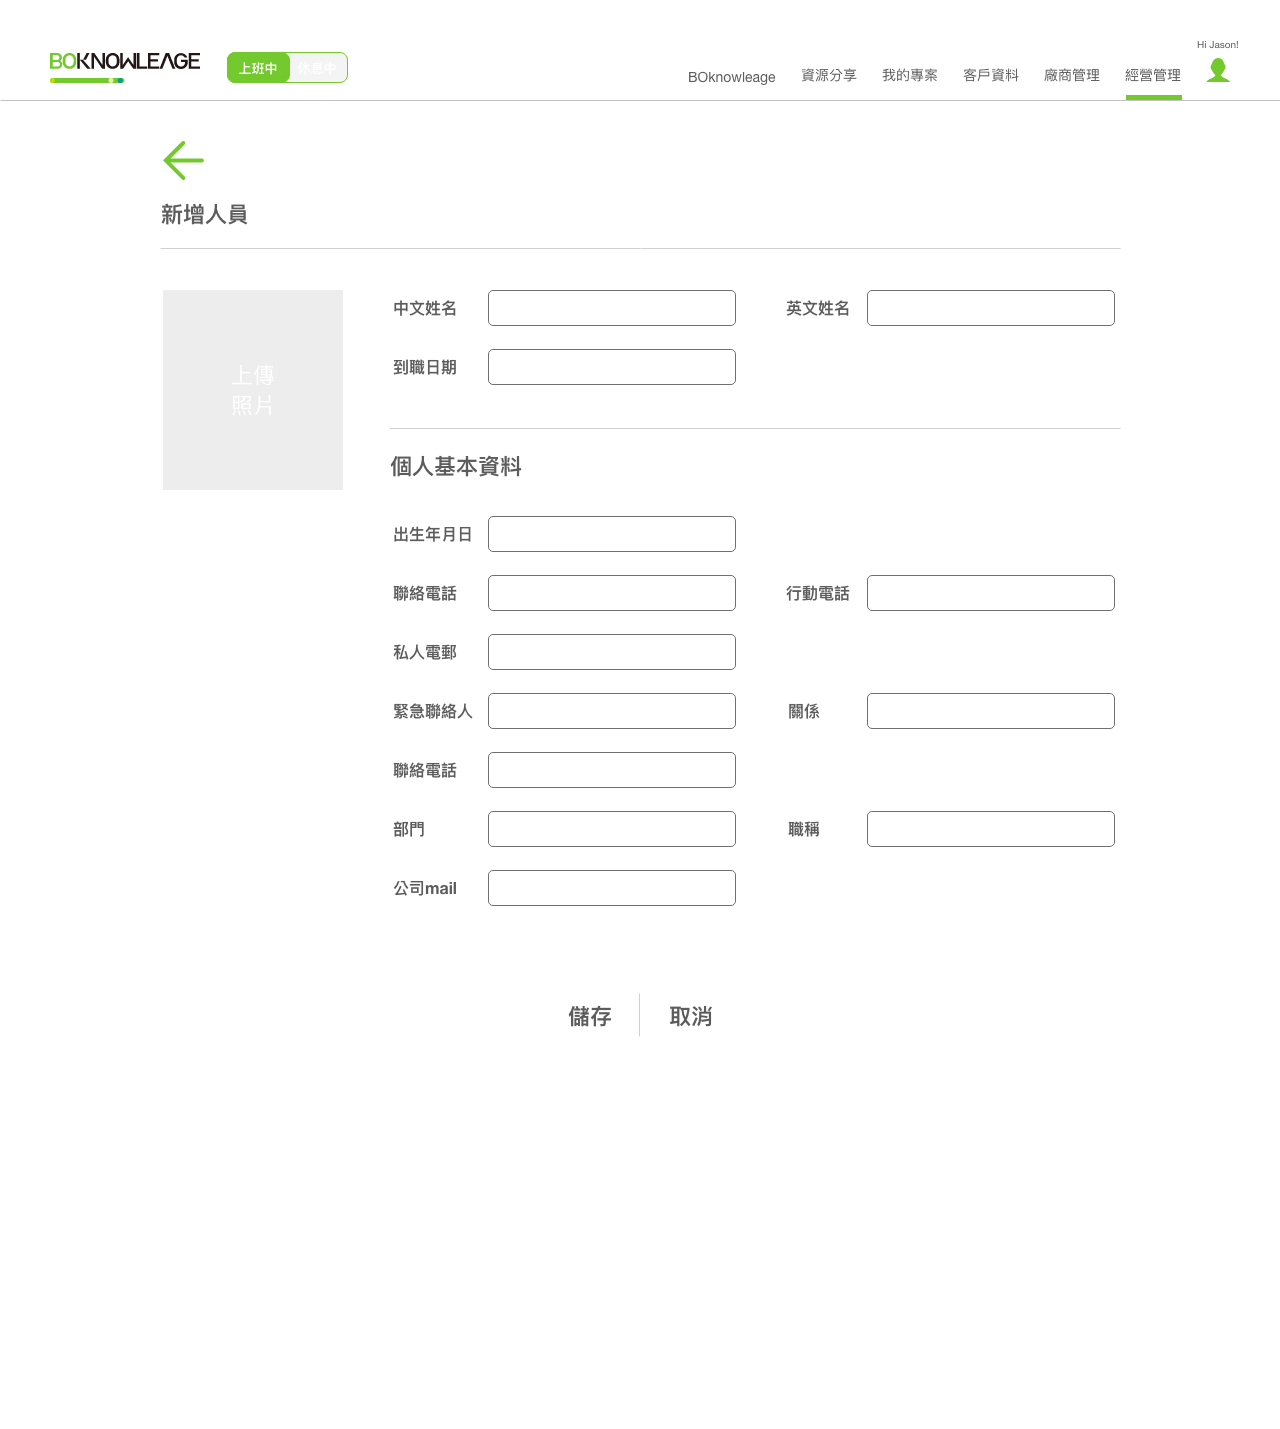 Hi Jason!
BOKNOWLEAGE 上班中 休息中
BOknowleage 資源分享 我的專案 客戶資料 廠商管理 經營管理
新增人員
上傳
照片
中文姓名 英文姓名
到職日期
個人基本資料
出生年月日
聯絡電話 行動電話
私人電郵
緊急聯絡人 關係
聯絡電話
部門 職稱
公司mail
儲存 取消